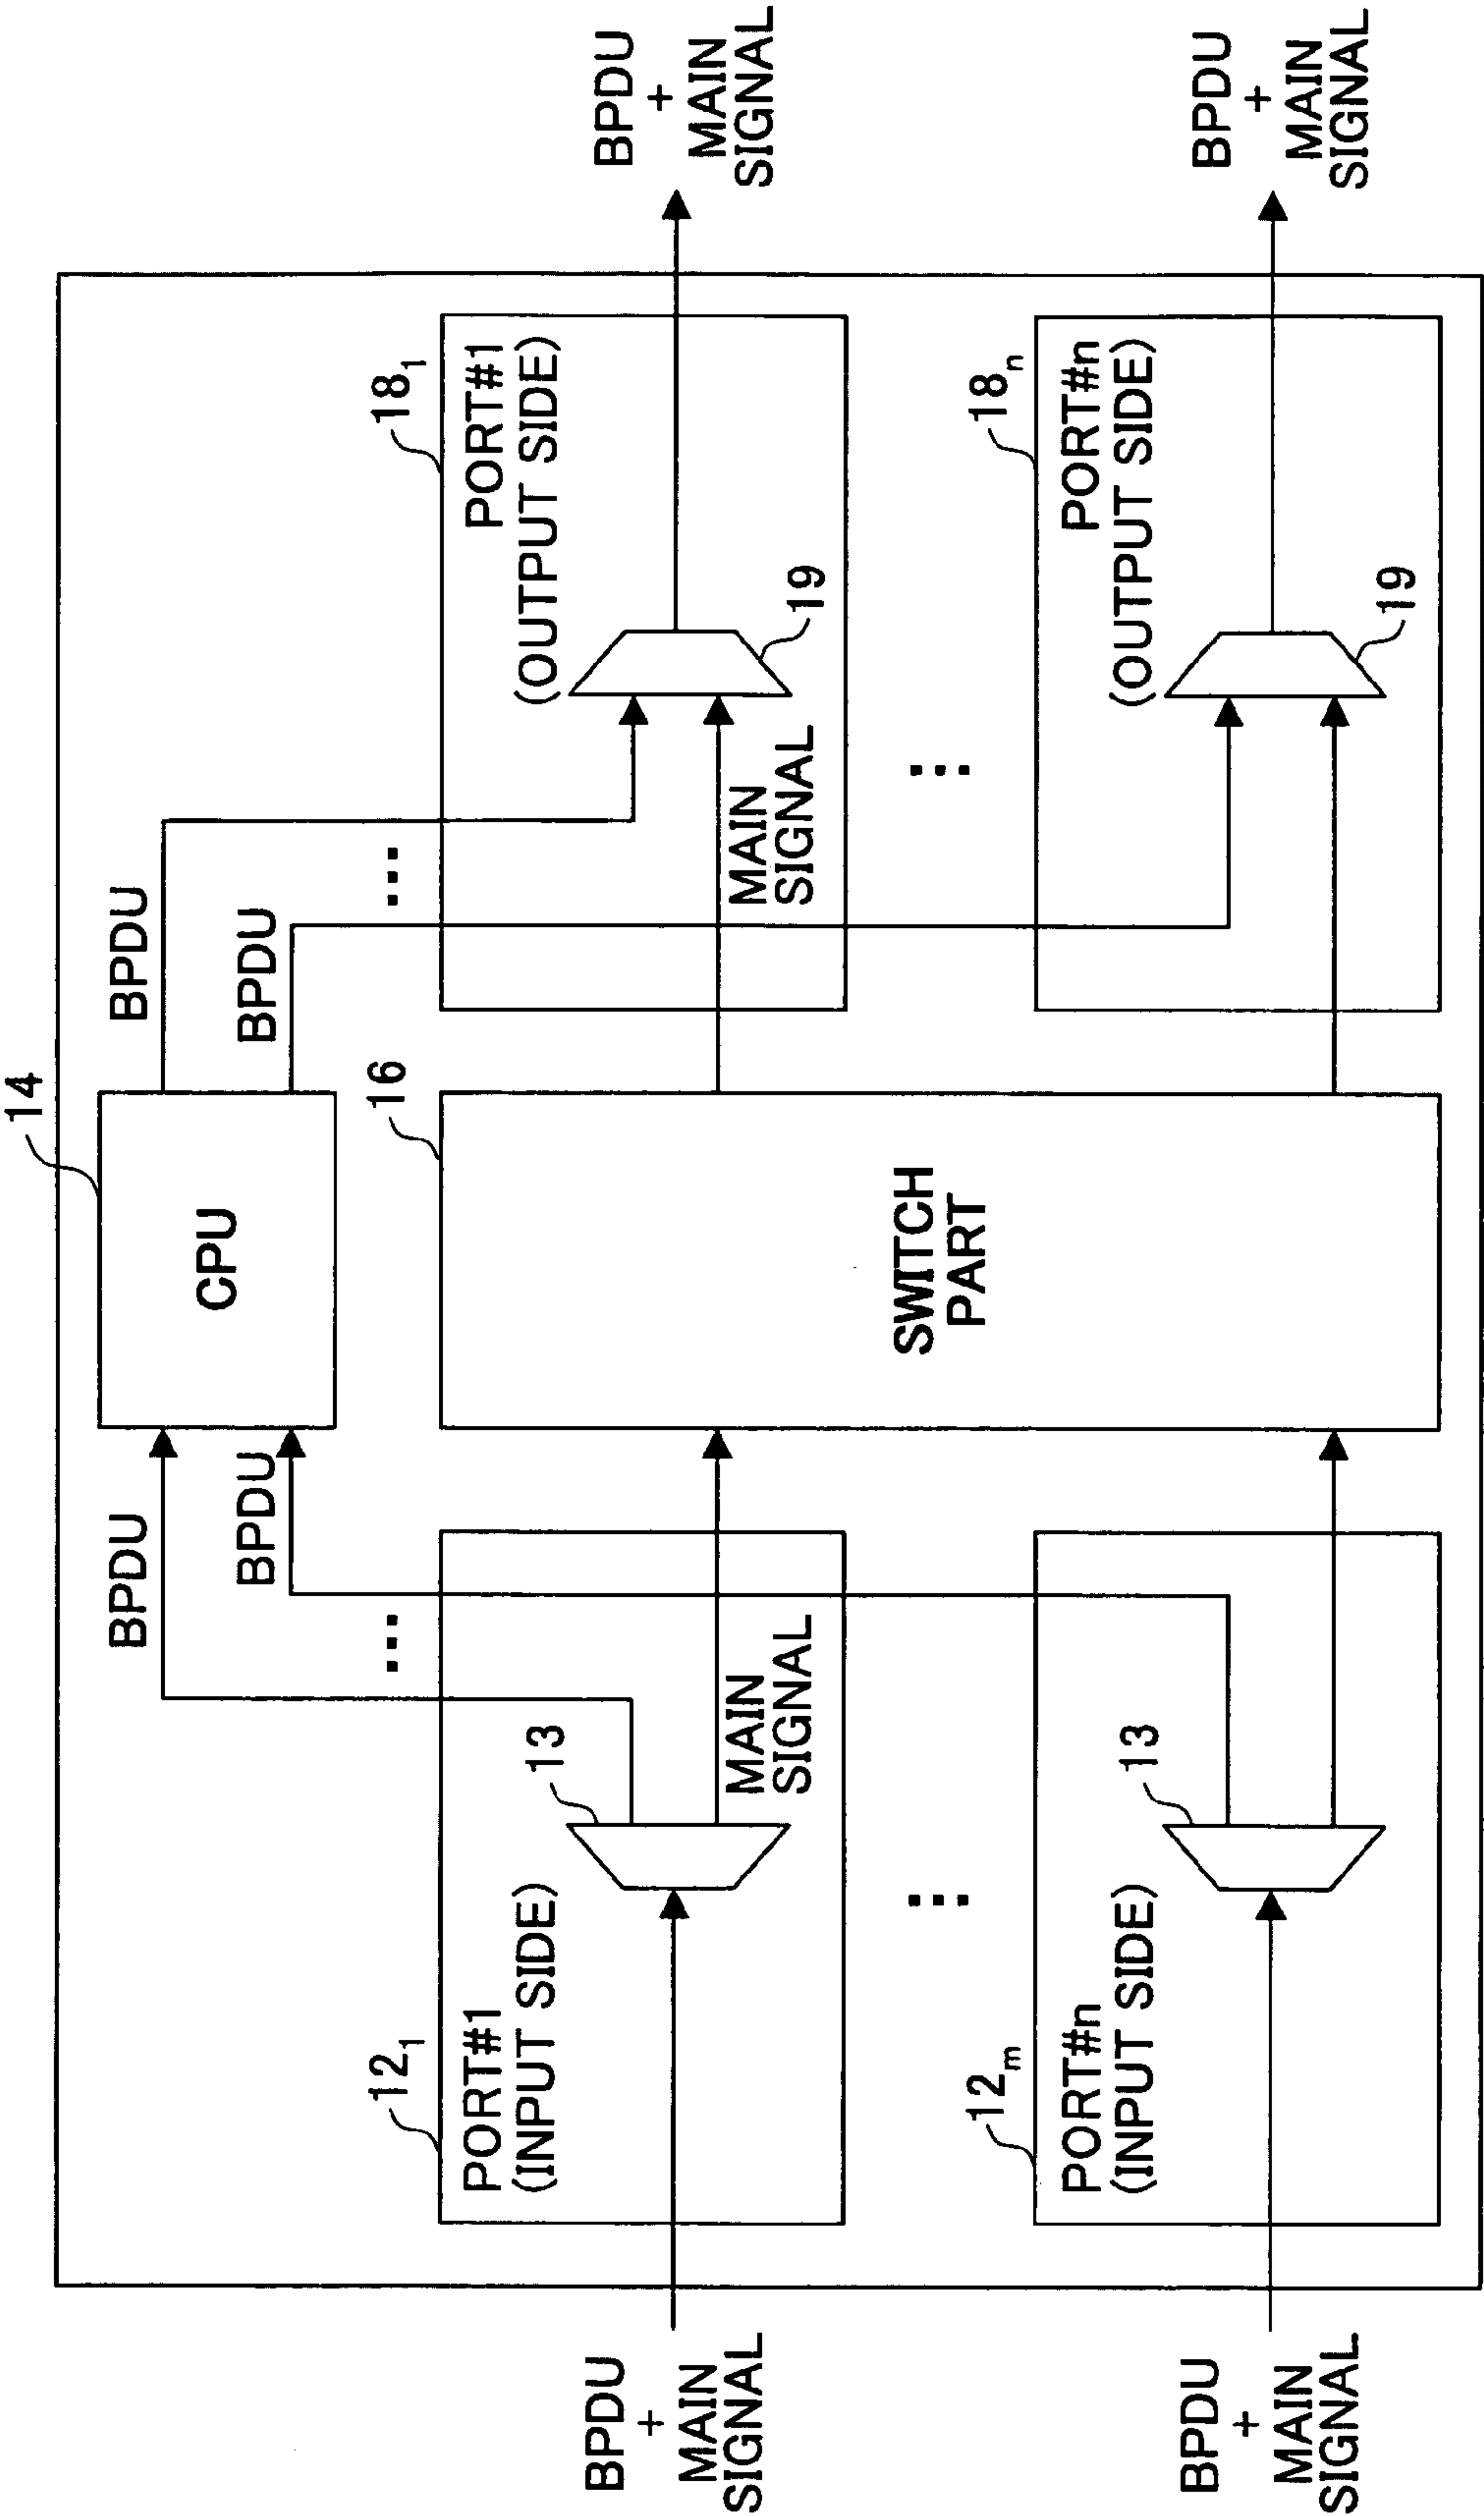 14
CPU
BPDU
BPDU
BPDU
BPDU
...
...
12₁
PORT#1
(INPUT SIDE)
13
MAIN
SIGNAL
BPDU
+
MAIN
SIGNAL
16
SWITCH
PART
18₁
PORT#1
(OUTPUT SIDE)
19
MAIN
SIGNAL
BPDU
+
MAIN
SIGNAL
...
...
12ₘ
PORT#n
(INPUT SIDE)
13
BPDU
+
MAIN
SIGNAL
18ₙ
PORT#n
(OUTPUT SIDE)
19
BPDU
+
MAIN
SIGNAL